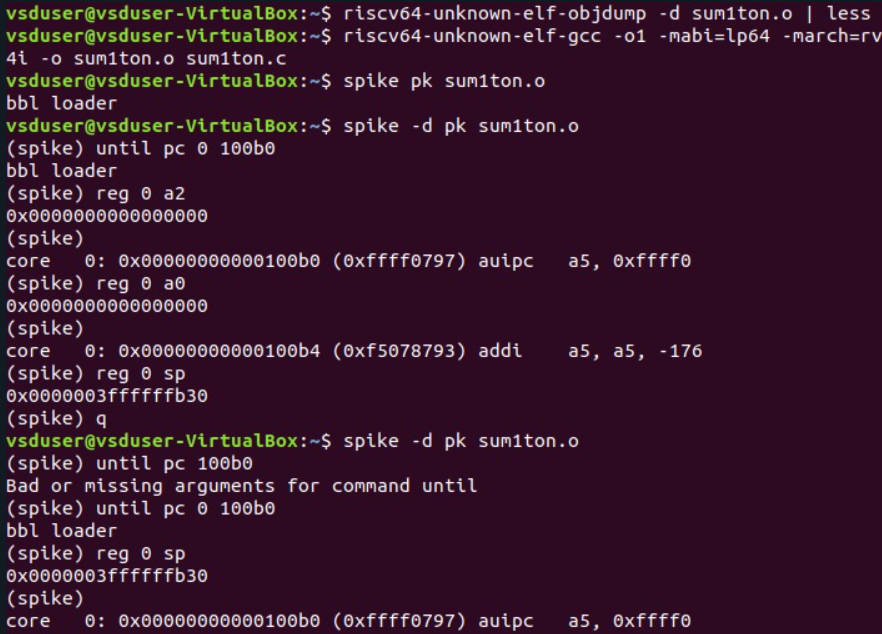 vsduser@vsduser-VirtualBox:~$ riscv64-unknown-elf-objdump -d sum1ton.o | less
vsduser@vsduser-VirtualBox:~$ riscv64-unknown-elf-gcc -o1 -mabi=lp64 -march=rv
4i -o sum1ton.o sum1ton.c
vsduser@vsduser-VirtualBox:~$ spike pk sum1ton.o
bbl loader
vsduser@vsduser-VirtualBox:~$ spike -d pk sum1ton.o
(spike) until pc 0 100b0
bbl loader
(spike) reg 0 a2
0x0000000000000000
(spike)
core   0: 0x00000000000100b0 (0xffff0797) auipc   a5, 0xffff0
(spike) reg 0 a0
0x0000000000000000
(spike)
core   0: 0x00000000000100b4 (0xf5078793) addi    a5, a5, -176
(spike) reg 0 sp
0x0000003ffffffb30
(spike) q
vsduser@vsduser-VirtualBox:~$ spike -d pk sum1ton.o
(spike) until pc 100b0
Bad or missing arguments for command until
(spike) until pc 0 100b0
bbl loader
(spike) reg 0 sp
0x0000003ffffffb30
(spike)
core   0: 0x00000000000100b0 (0xffff0797) auipc   a5, 0xffff0